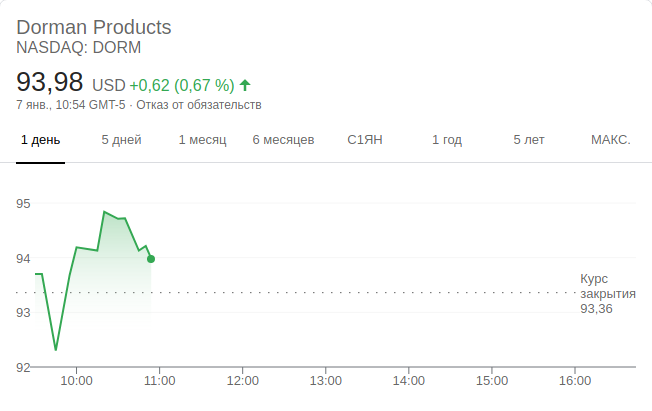 Dorman Products
NASDAQ: DORM
93,98 USD +0,62 (0,67 %)
7 янв., 10:54 GMT-5 · Отказ от обязательств
1 день 5 дней 1 месяц 6 месяцев С1ЯН 1 год 5 лет МАКС.
95
94
Курс
закрытия
93,36
93
92
10:00 11:00 12:00 13:00 14:00 15:00 16:00